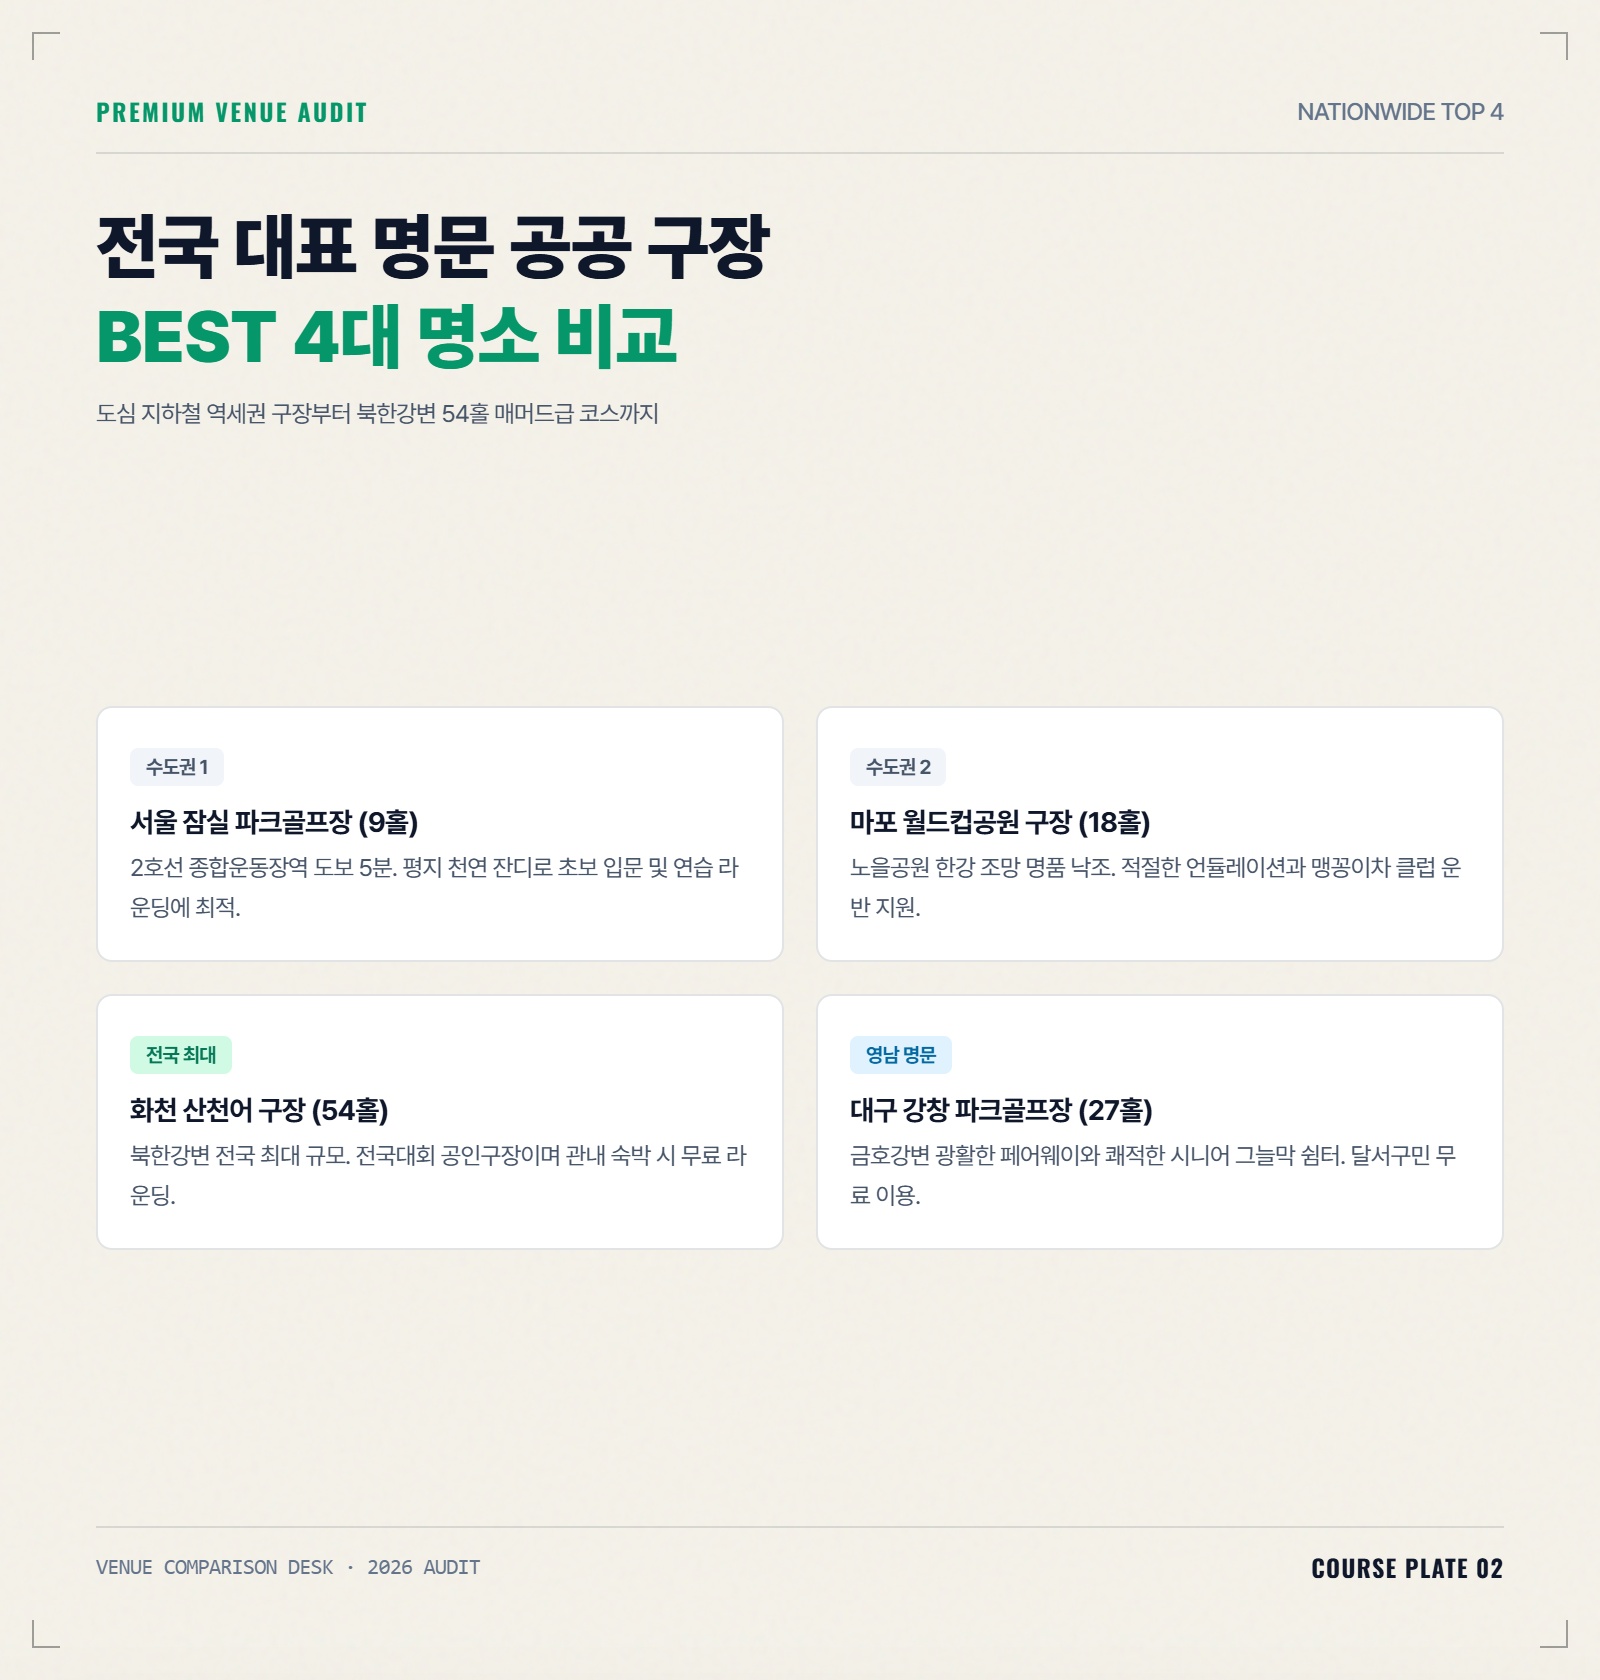 PREMIUM VENUE AUDIT
NATIONWIDE TOP 4
전국 대표 명문 공공 구장
BEST 4대 명소 비교
도심 지하철 역세권 구장부터 북한강변 54홀 매머드급 코스까지
수도권 1
서울 잠실 파크골프장 (9홀)
2호선 종합운동장역 도보 5분. 평지 천연 잔디로 초보 입문 및 연습 라
운딩에 최적.
수도권 2
마포 월드컵공원 구장 (18홀)
노을공원 한강 조망 명품 낙조. 적절한 언듈레이션과 맹꽁이차 클럽 운
반 지원.
전국 최대
화천 산천어 구장 (54홀)
북한강변 전국 최대 규모. 전국대회 공인구장이며 관내 숙박 시 무료 라
운딩.
영남 명문
대구 강창 파크골프장 (27홀)
금호강변 광활한 페어웨이와 쾌적한 시니어 그늘막 쉼터. 달서구민 무
료 이용.
VENUE COMPARISON DESK · 2026 AUDIT
COURSE PLATE 02